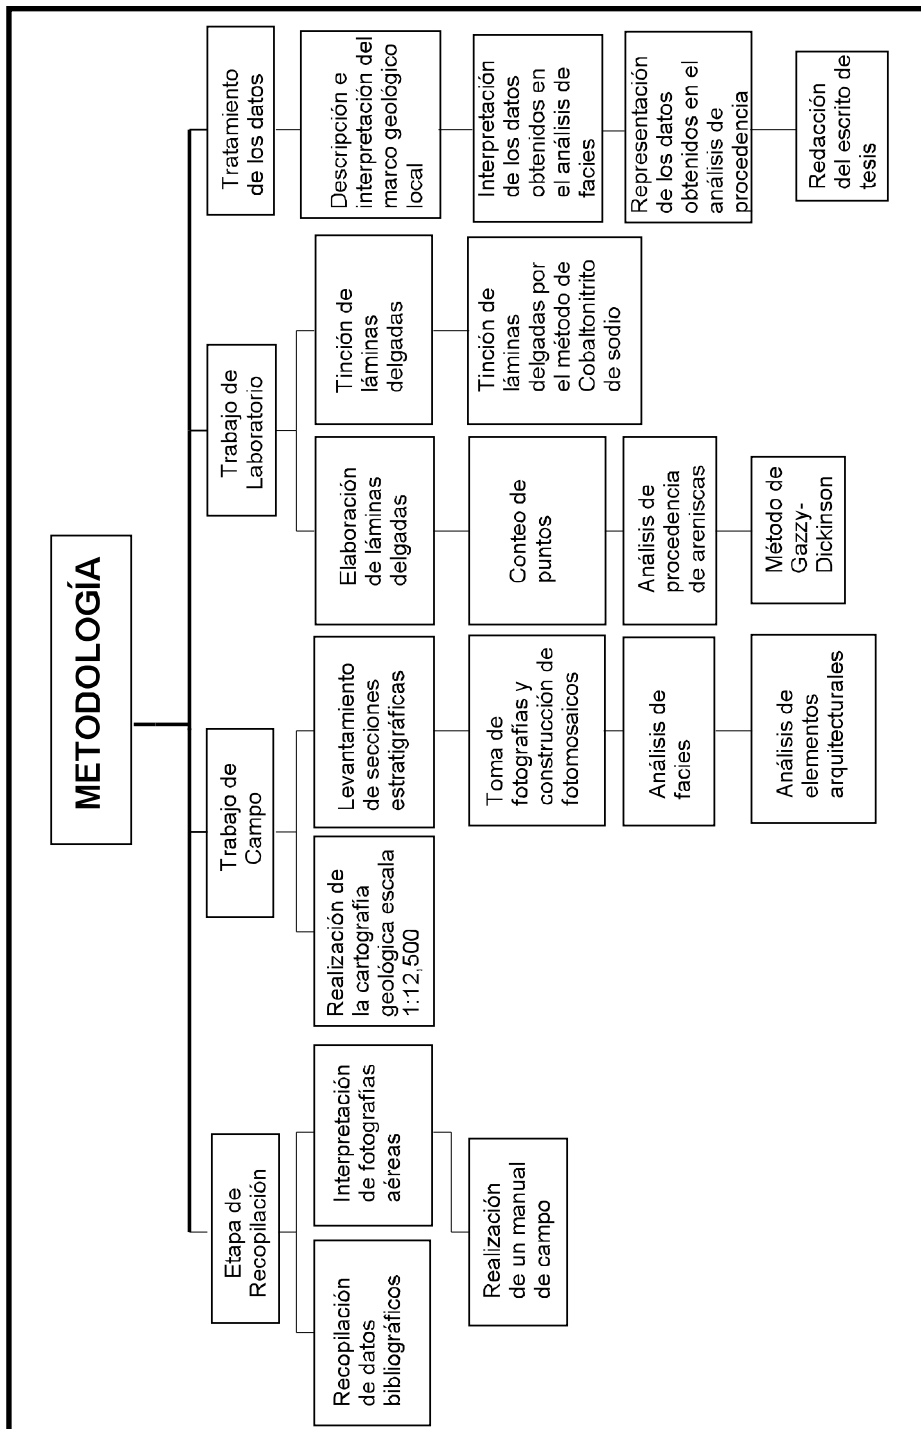 METODOLOGÍA
Etapa de
Recopilación
Recopilación
de datos
bibliográficos
Interpretación
de fotografías
aéreas
Realización
de un manual
de campo
Trabajo de
Campo
Realización de
la cartografía
geológica escala
1:12,500
Levantamiento
de secciones
estratigráficas
Toma de
fotografías y
construcción de
fotomosaicos
Análisis de
facies
Análisis de
elementos
arquitecturales
Trabajo de
Laboratorio
Elaboración
de láminas
delgadas
Conteo de
puntos
Análisis de
procedencia
de areniscas
Método de
Gazzy-
Dickinson
Tinción de
láminas
delgadas
Tinción de
láminas
delgadas por
el método de
Cobaltonitrito
de sodio
Tratamiento
de los datos
Descripción e
interpretación del
marco geológico
local
Interpretación
de los datos
obtenidos en
el análisis de
facies
Representación
de los datos
obtenidos en el
análisis de
procedencia
Redacción
del escrito de
tesis